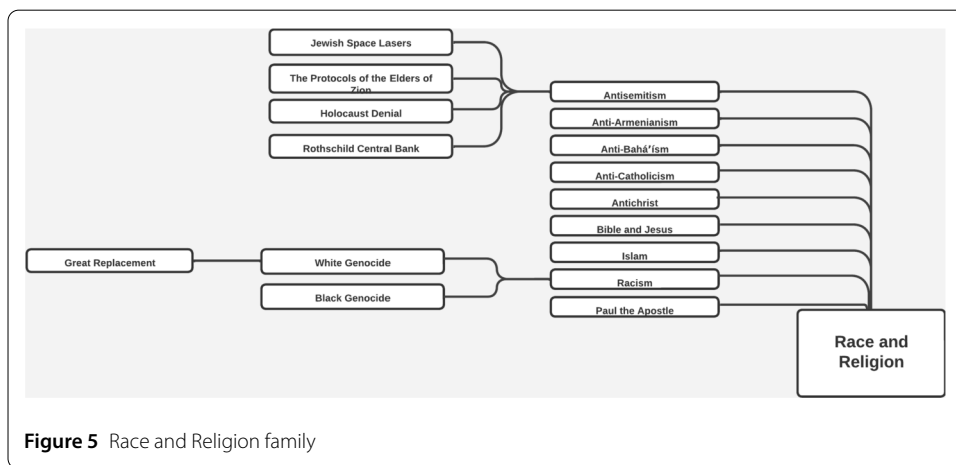 Jewish Space Lasers
The Protocols of the Elders of
Zion
Holocaust Denial
Rothschild Central Bank
Antisemitism
Anti-Armenianism
Anti-Baháʼísm
Anti-Catholicism
Antichrist
Bible and Jesus
Islam
Racism
Paul the Apostle
Great Replacement
White Genocide
Black Genocide
Race and
Religion
Figure 5 Race and Religion family